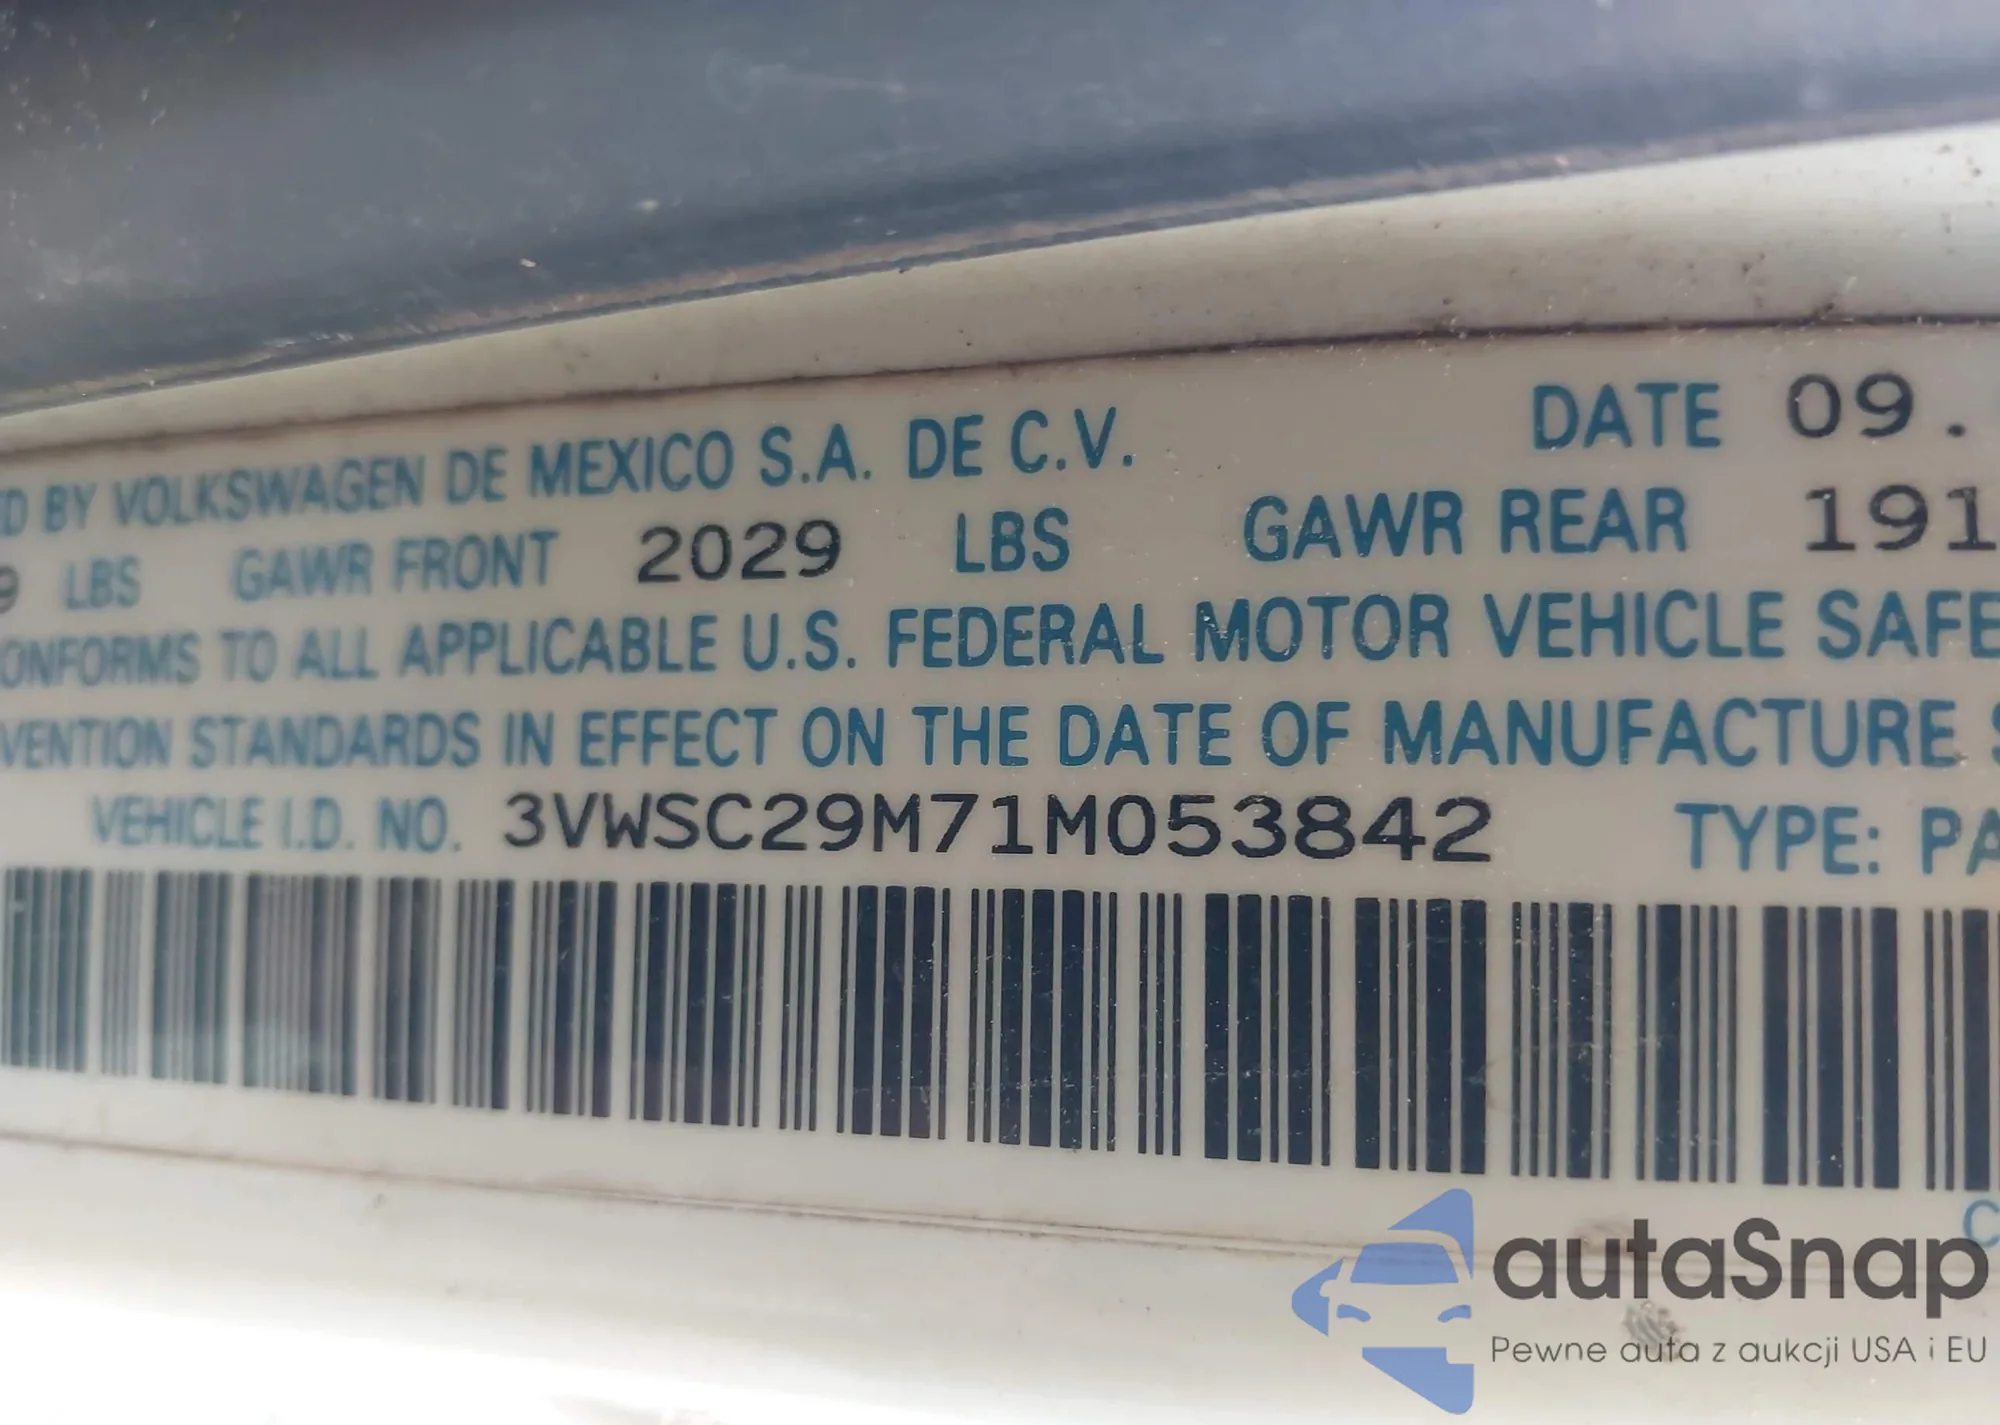 ED BY VOLKSWAGEN DE MEXICO S.A. DE C.V. DATE 09.
9 LBS GAWR FRONT 2029 LBS GAWR REAR 191
ONFORMS TO ALL APPLICABLE U.S. FEDERAL MOTOR VEHICLE SAFE
VENTION STANDARDS IN EFFECT ON THE DATE OF MANUFACTURE S
VEHICLE I.D. NO. 3VWSC29M71M053842 TYPE: PA
C
autaSnap
Pewne auta z aukcji USA i EU